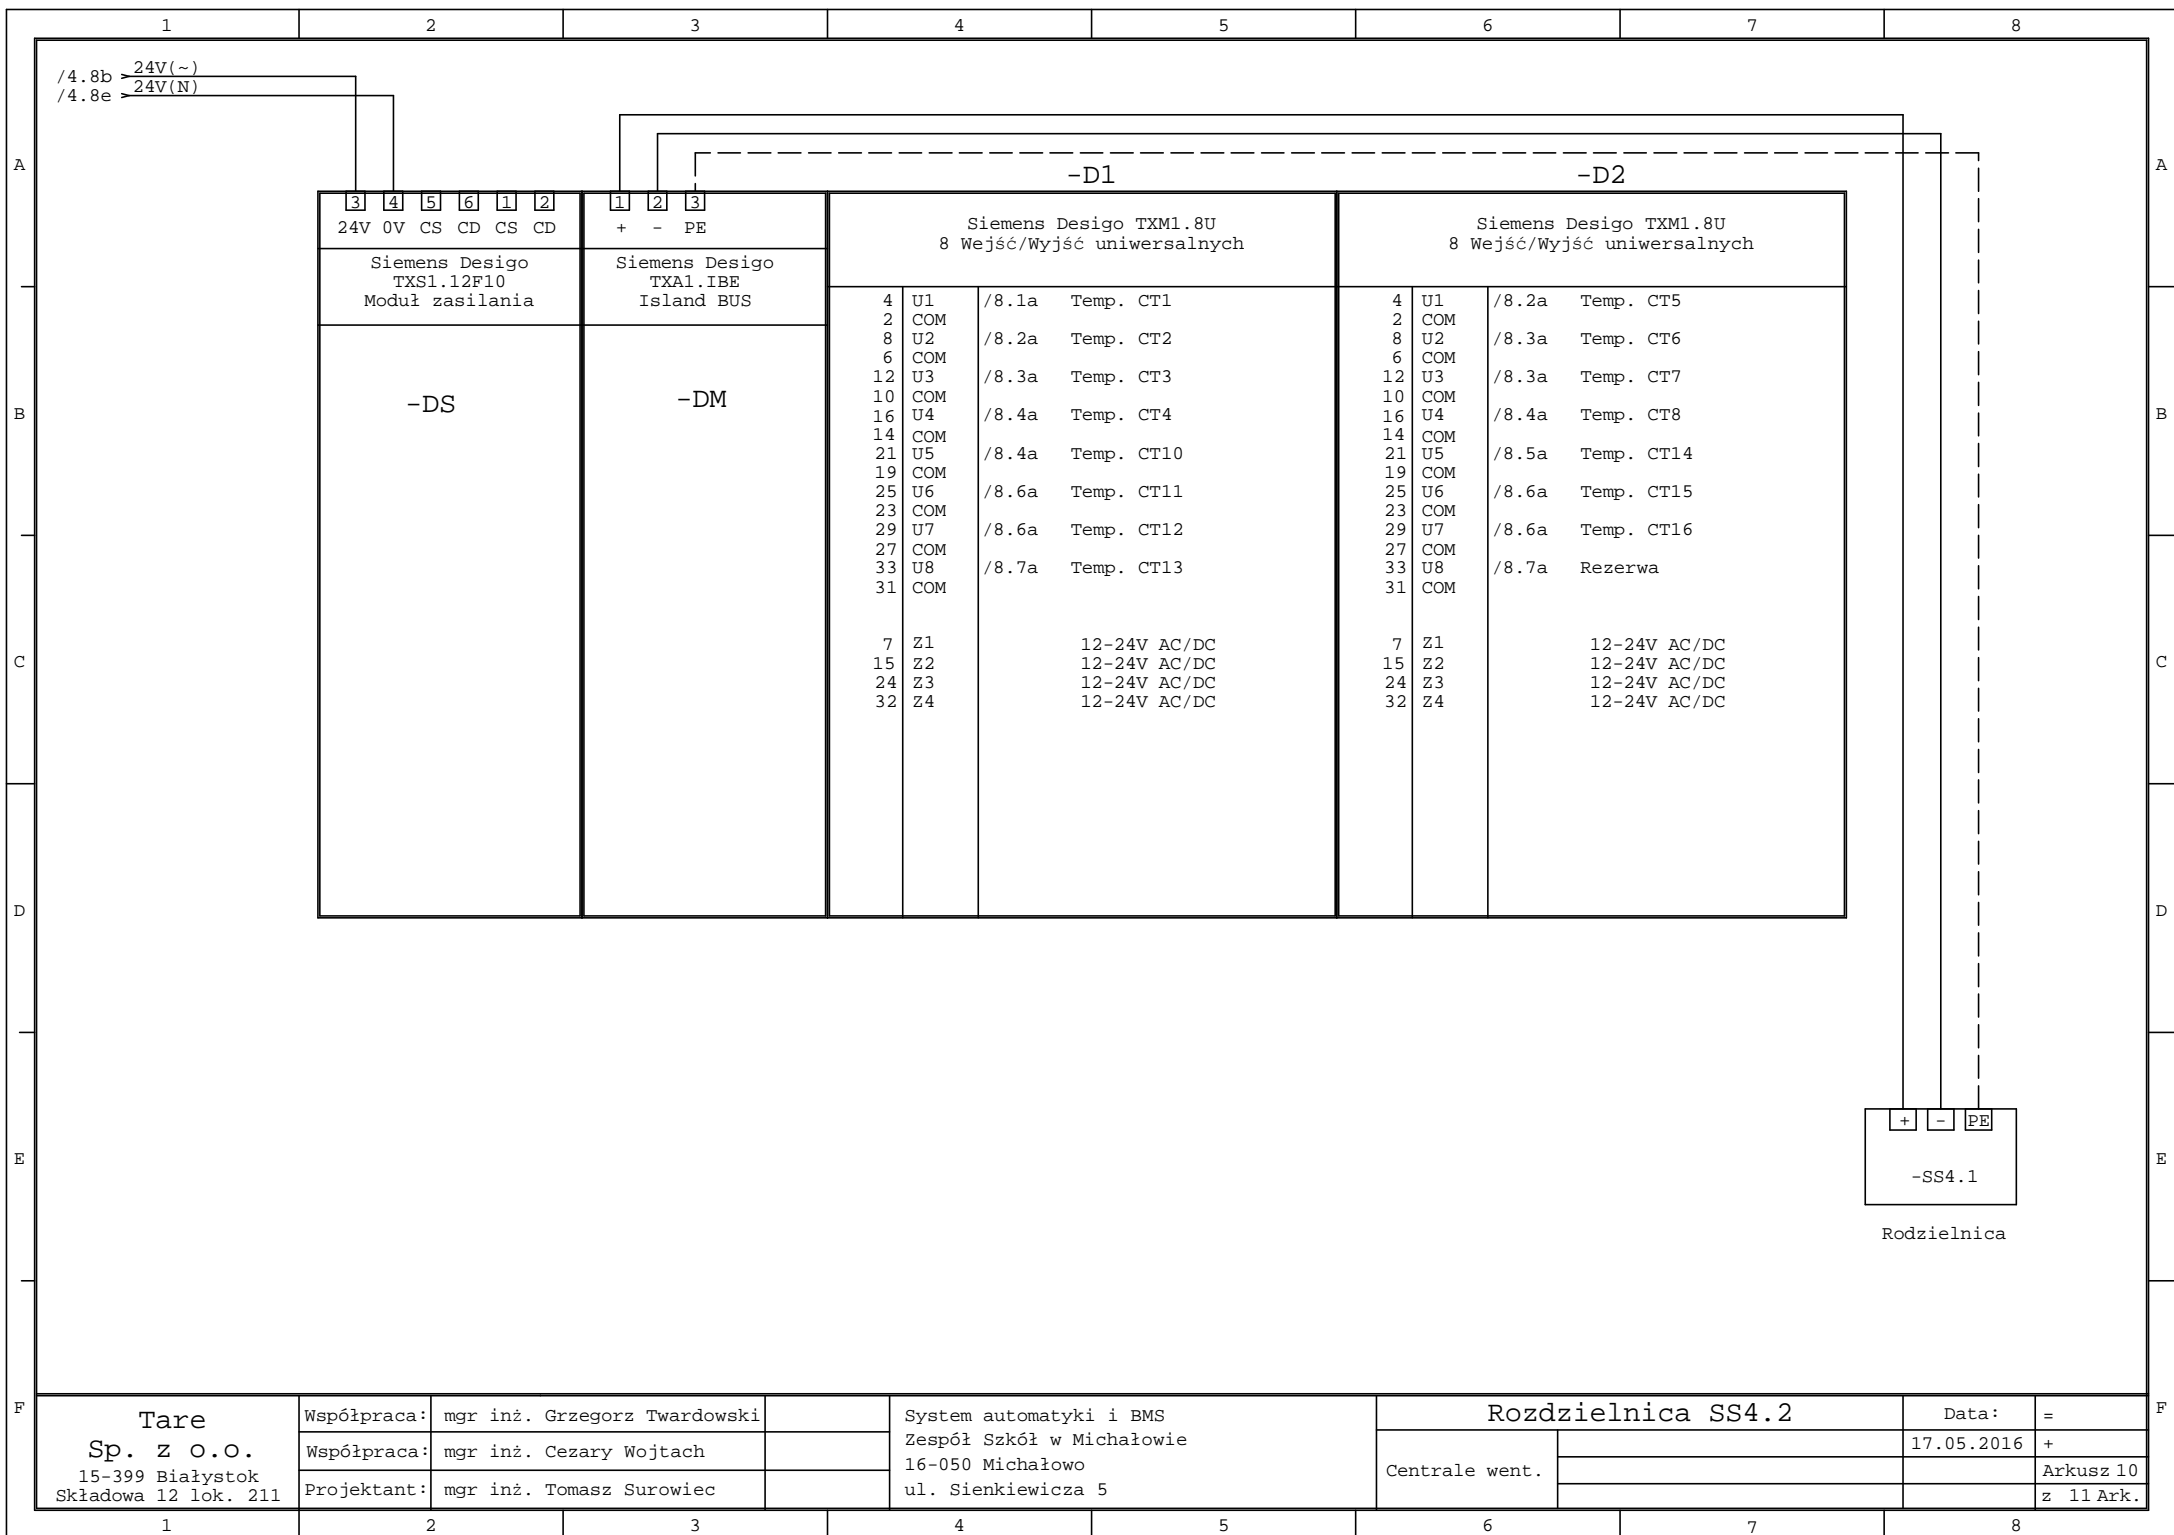 1 2 3 4 5 6 7 8
/4.8b 24V(~)
/4.8e 24V(N)
A A
-D1 -D2
3 4 5 6 1 2 1 2 3
24V 0V CS CD CS CD + - PE
Siemens Desigo TXM1.8U Siemens Desigo TXM1.8U
8 Wejść/Wyjść uniwersalnych 8 Wejść/Wyjść uniwersalnych
Siemens Desigo Siemens Desigo
TXS1.12F10 TXA1.IBE
Moduł zasilania Island BUS
4 U1 /8.1a Temp. CT1 4 U1 /8.2a Temp. CT5
2 COM 2 COM
8 U2 /8.2a Temp. CT2 8 U2 /8.3a Temp. CT6
6 COM 6 COM
12 U3 /8.3a Temp. CT3 12 U3 /8.3a Temp. CT7
10 COM 10 COM
-DS -DM
B B
16 U4 /8.4a Temp. CT4 16 U4 /8.4a Temp. CT8
14 COM 14 COM
21 U5 /8.4a Temp. CT10 21 U5 /8.5a Temp. CT14
19 COM 19 COM
25 U6 /8.6a Temp. CT11 25 U6 /8.6a Temp. CT15
23 COM 23 COM
29 U7 /8.6a Temp. CT12 29 U7 /8.6a Temp. CT16
27 COM 27 COM
33 U8 /8.7a Temp. CT13 33 U8 /8.7a Rezerwa
31 COM 31 COM
7 Z1 12-24V AC/DC 7 Z1 12-24V AC/DC
C 15 Z2 12-24V AC/DC 15 Z2 12-24V AC/DC C
24 Z3 12-24V AC/DC 24 Z3 12-24V AC/DC
32 Z4 12-24V AC/DC 32 Z4 12-24V AC/DC
D D
+ - PE
E E
-SS4.1
Rodzielnica
F F
Tare
Sp. z o.o.
15-399 Białystok
Składowa 12 lok. 211
Współpraca: mgr inż. Grzegorz Twardowski
Współpraca: mgr inż. Cezary Wojtach
Projektant: mgr inż. Tomasz Surowiec
System automatyki i BMS
Zespół Szkół w Michałowie
16-050 Michałowo
ul. Sienkiewicza 5
Rozdzielnica SS4.2
Centrale went.
Data: =
17.05.2016 +
Arkusz 10
z 11 Ark.
1 2 3 4 5 6 7 8